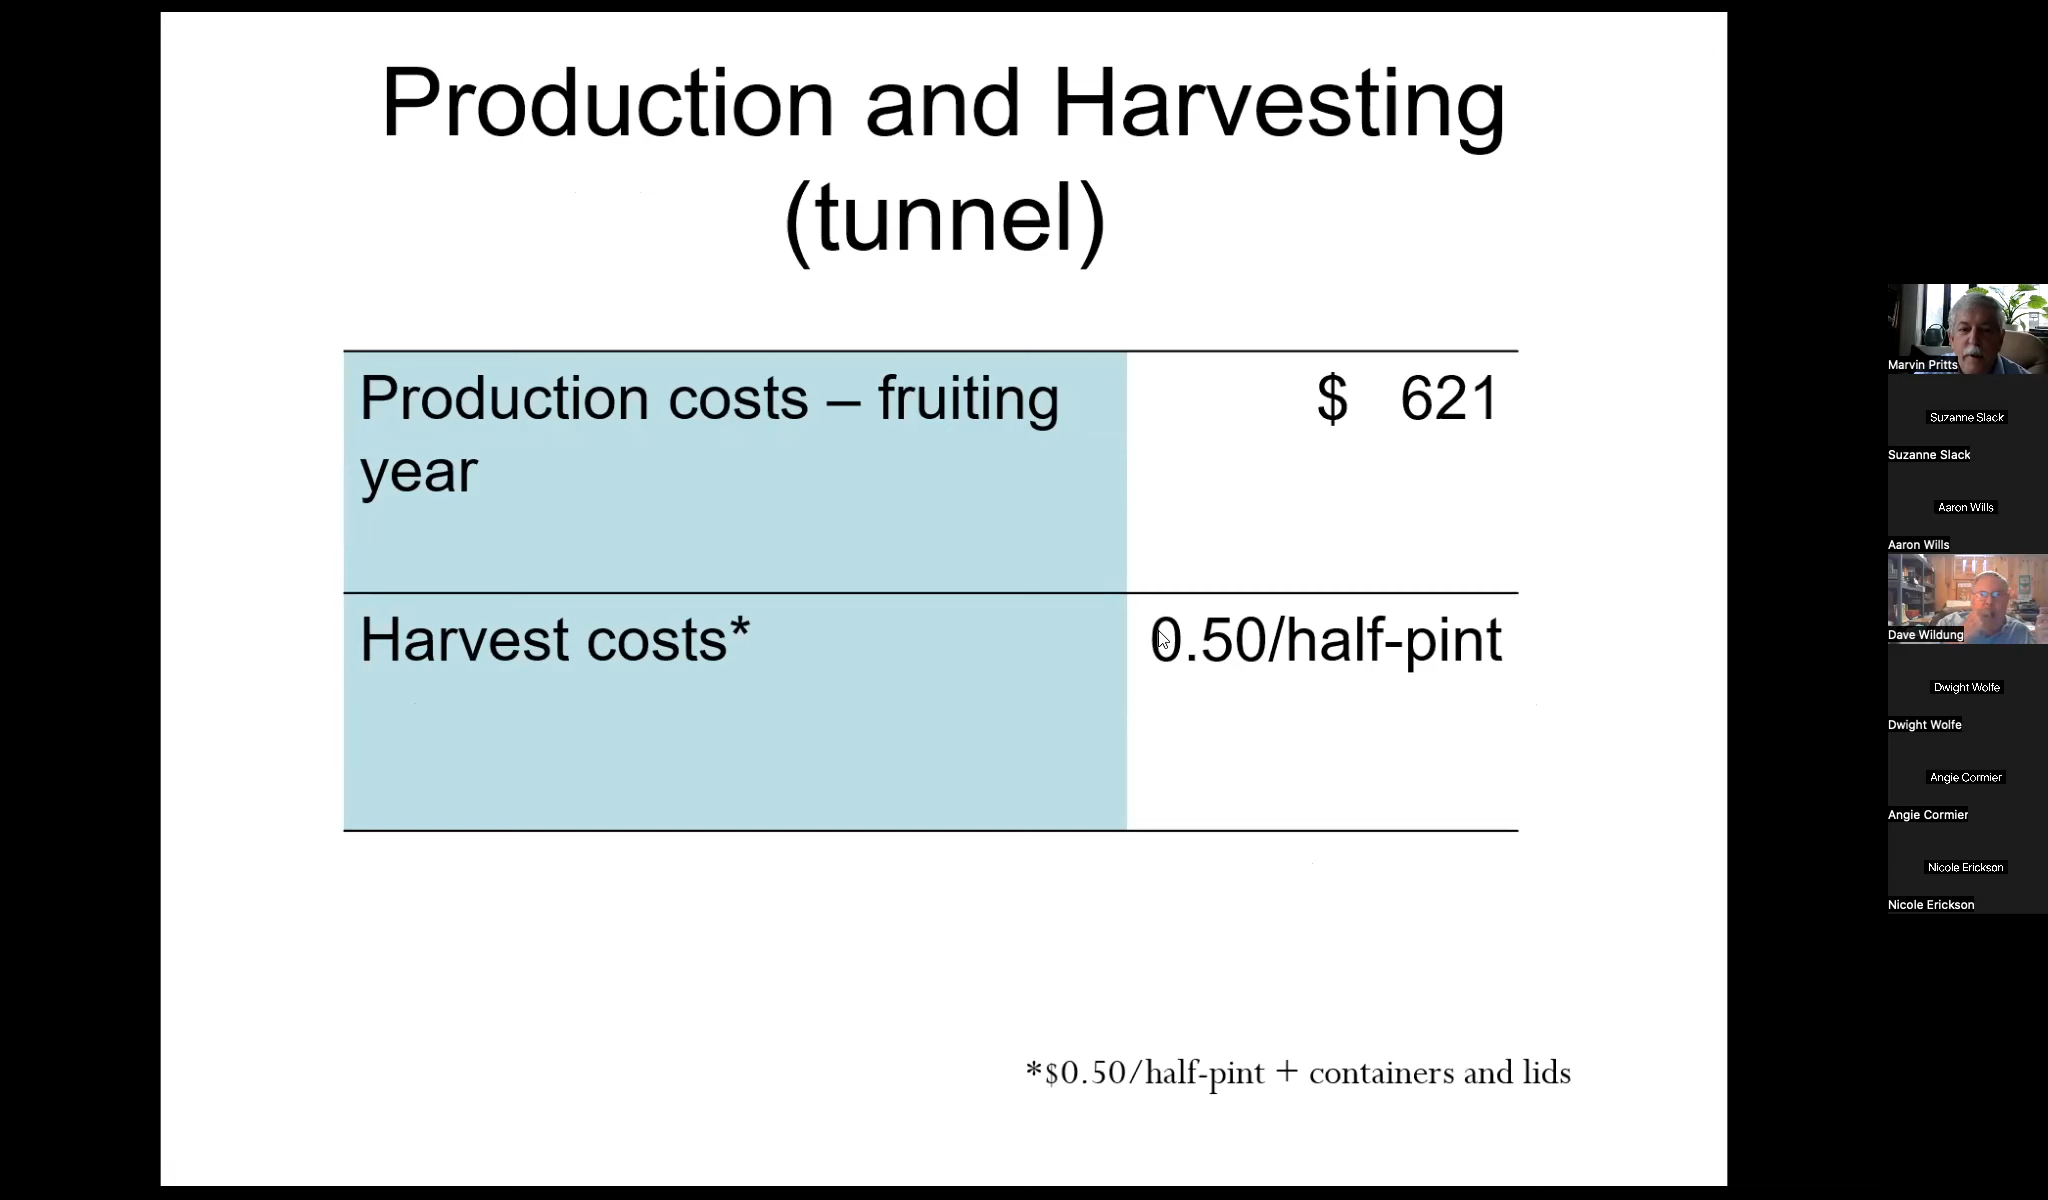 Production and Harvesting
(tunnel)
Production costs – fruiting
year
$ 621
Harvest costs*
0.50/half-pint
*$0.50/half-pint + containers and lids
Marvin Pritts
Suzanne Slack
Suzanne Slack
Aaron Wills
Aaron Wills
Dave Wildung
Dwight Wolfe
Dwight Wolfe
Angie Cormier
Angie Cormier
Nicole Erickson
Nicole Erickson